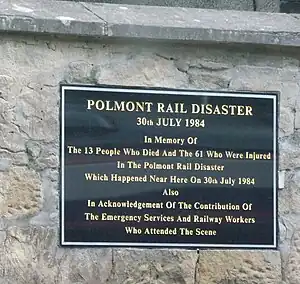 POLMONT RAIL DISASTER
30th JULY 1984
In Memory Of
The 13 People Who Died And The 61 Who Were Injured
In The Polmont Rail Disaster
Which Happened Near Here On 30th July 1984
Also
In Acknowledgement Of The Contribution Of
The Emergency Services And Railway Workers
Who Attended The Scene